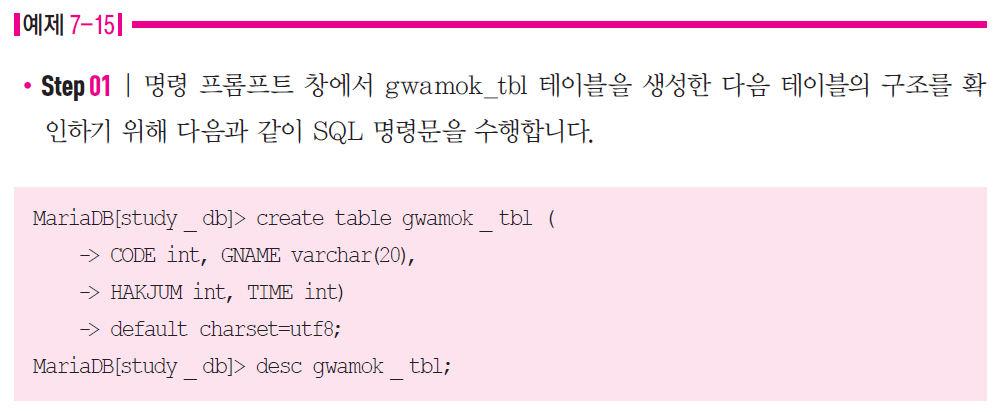 예제 7-15
• Step 01 | 명령 프롬프트 창에서 gwamok_tbl 테이블을 생성한 다음 테이블의 구조를 확
인하기 위해 다음과 같이 SQL 명령문을 수행합니다.
MariaDB[study _ db]> create table gwamok _ tbl (
-> CODE int, GNAME varchar(20),
-> HAKJUM int, TIME int)
-> default charset=utf8;
MariaDB[study _ db]> desc gwamok _ tbl;